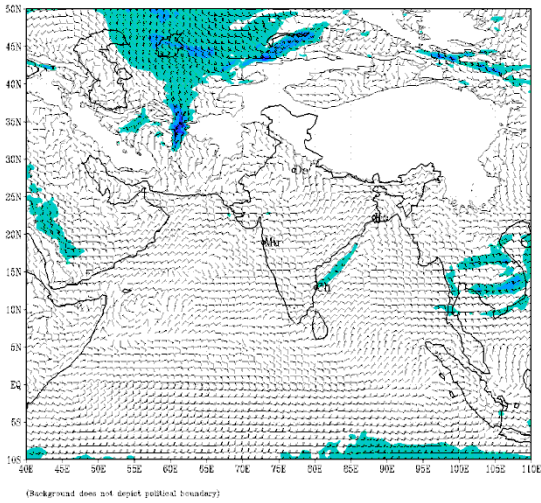 50N
45N
40N
35N
30N
25N
20N
15N
10N
5N
EQ
5S
10S
40E 45E 50E 55E 60E 65E 70E 75E 80E 85E 90E 95E 100E 105E 110E
(Background does not depict political boundary)